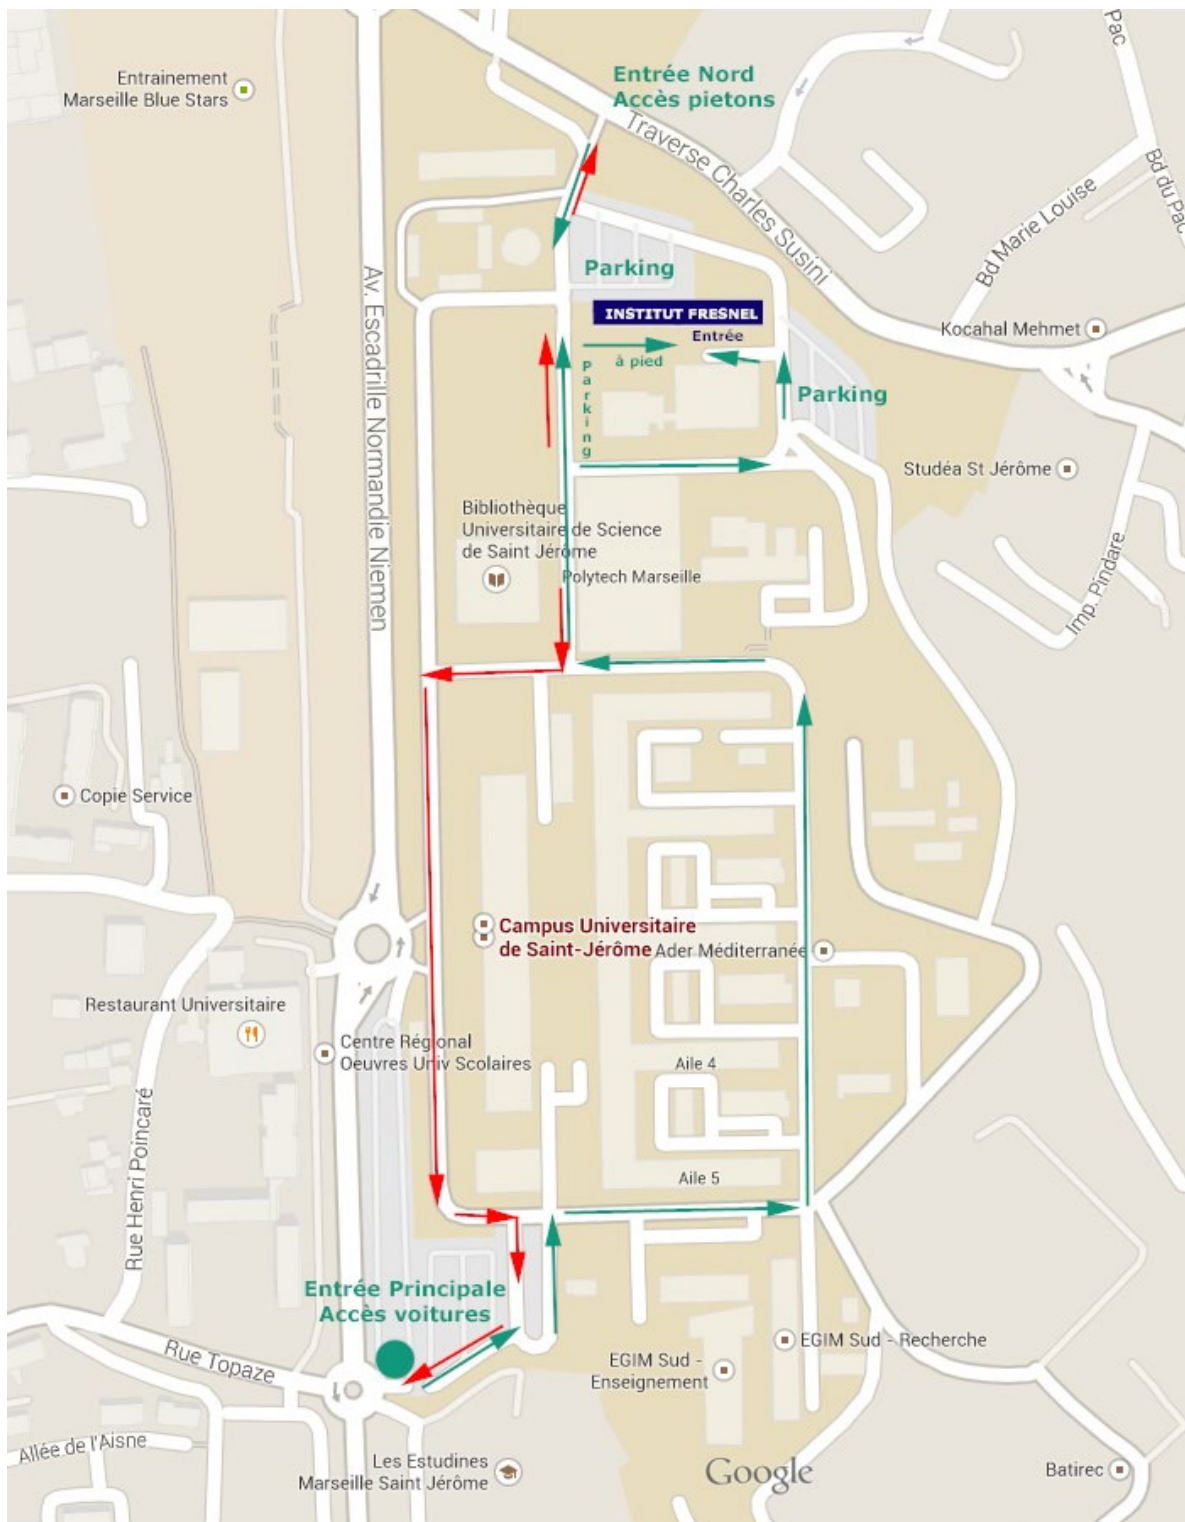 Entrée Nord
Accès pietons
Entrainement
Marseille Blue Stars
Traverse Charles Susini
Pac
Bd du Pac
Bd Marie Louise
Av. Escadrille Normandie Niemen
Parking
INSTITUT FRESNEL
Entrée
à pied
Parking
Parking
Kocahal Mehmet
Studéa St Jérôme
Imp. Pindare
Bibliothèque
Universitaire de Science
de Saint Jérôme
Polytech Marseille
Copie Service
Campus Universitaire
de Saint-Jérôme
Ader Méditerranée
Restaurant Universitaire
Centre Régional
Oeuvres Univ Scolaires
Aile 4
Rue Henri Poincaré
Aile 5
Entrée Principale
Accès voitures
Rue Topaze
EGIM Sud - Recherche
EGIM Sud -
Enseignement
Allée de l'Aisne
Les Estudines
Marseille Saint Jérôme
Google
Batirec